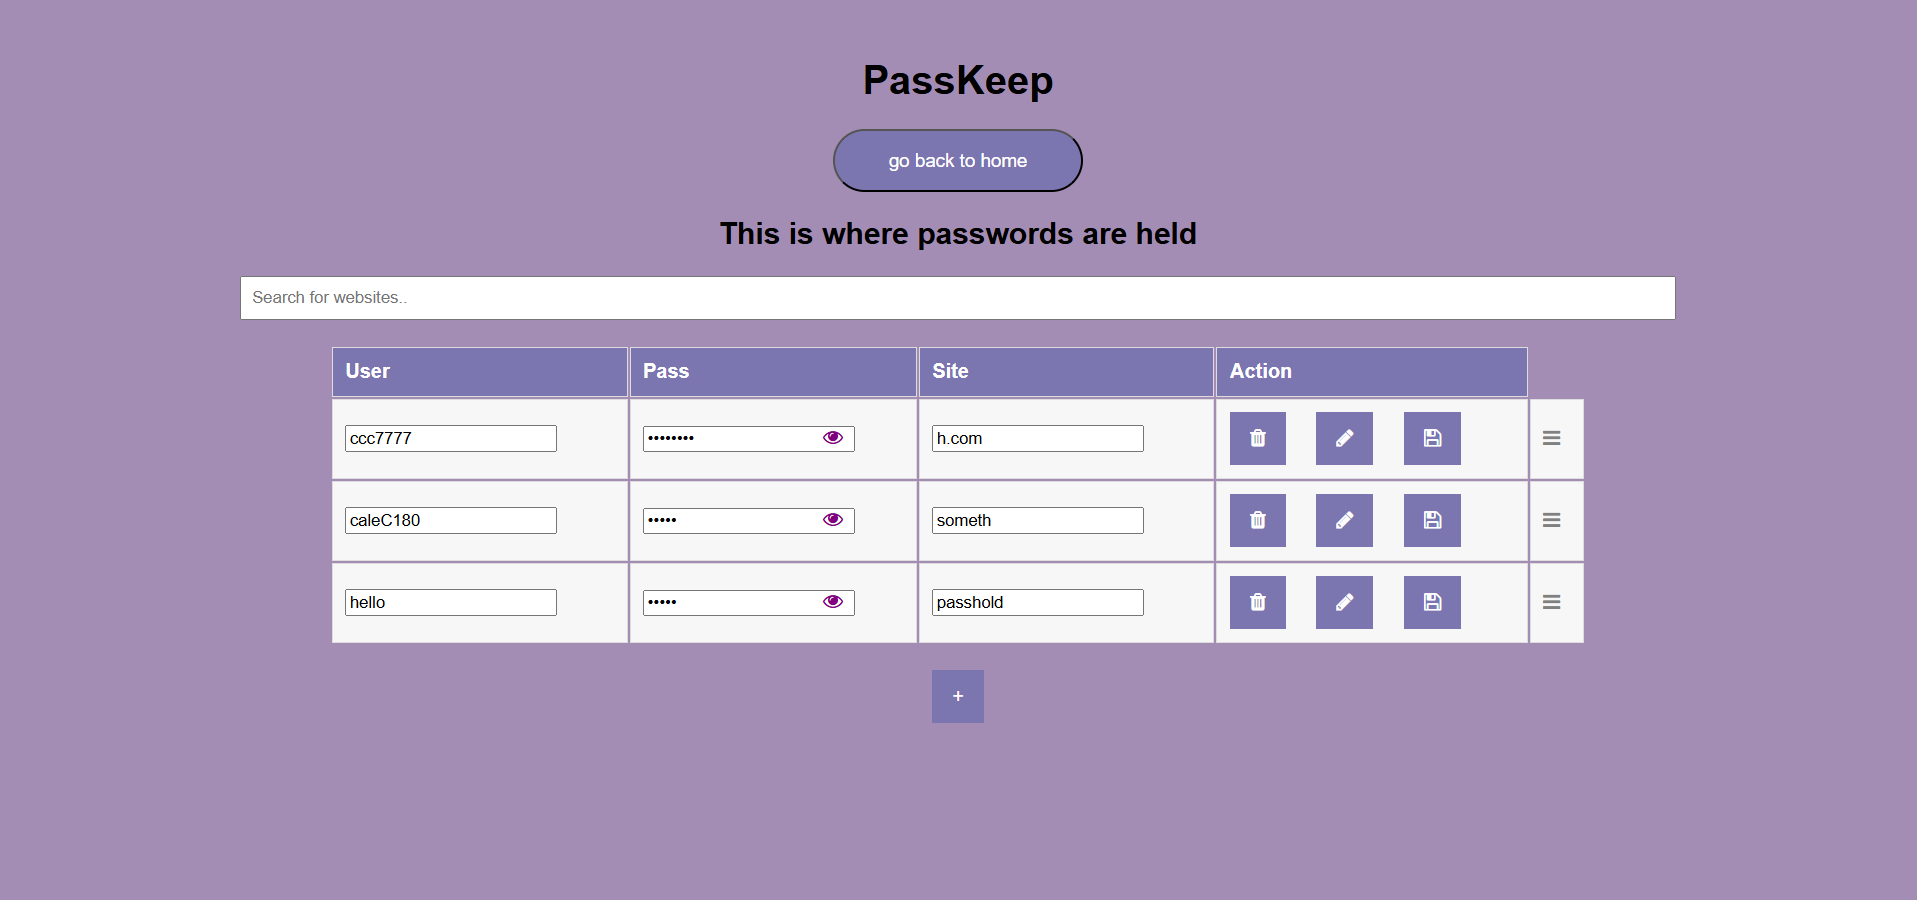 PassKeep
go back to home
This is where passwords are held
Search for websites..
User Pass Site Action
ccc7777 •••••••• h.com
caleC180 ••••• someth
hello ••••• passhold
+